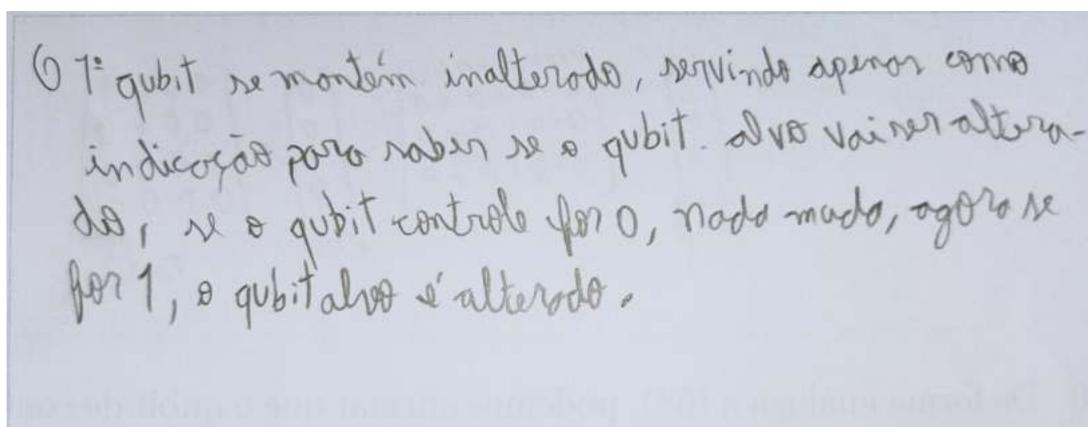 O 1º qubit se mantém inalterado, servindo apenas como
indicação para saber se o qubit alvo vai ser altera-
do, se o qubit controle for 0, nada muda, agora se
for 1, o qubit alvo é alterado.